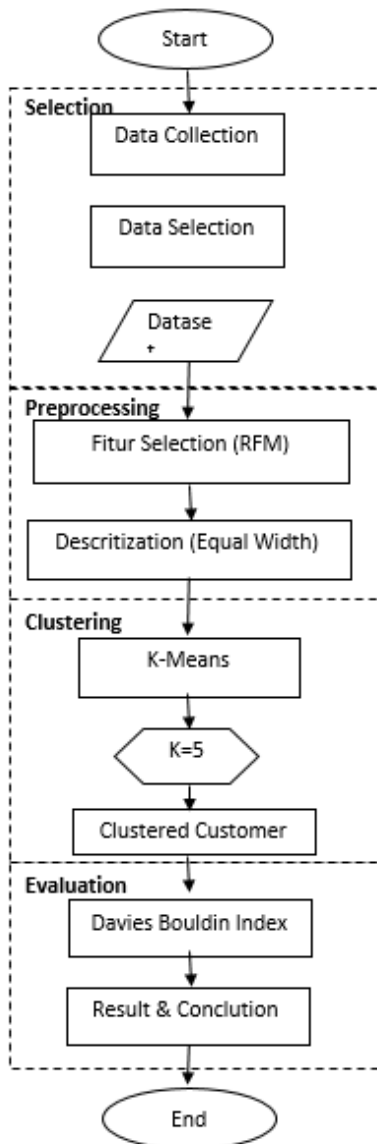 Start
Selection
Data Collection
Data Selection
Datase
Preprocessing
Fitur Selection (RFM)
Descritization (Equal Width)
Clustering
K-Means
K=5
Clustered Customer
Evaluation
Davies Bouldin Index
Result & Conclution
End